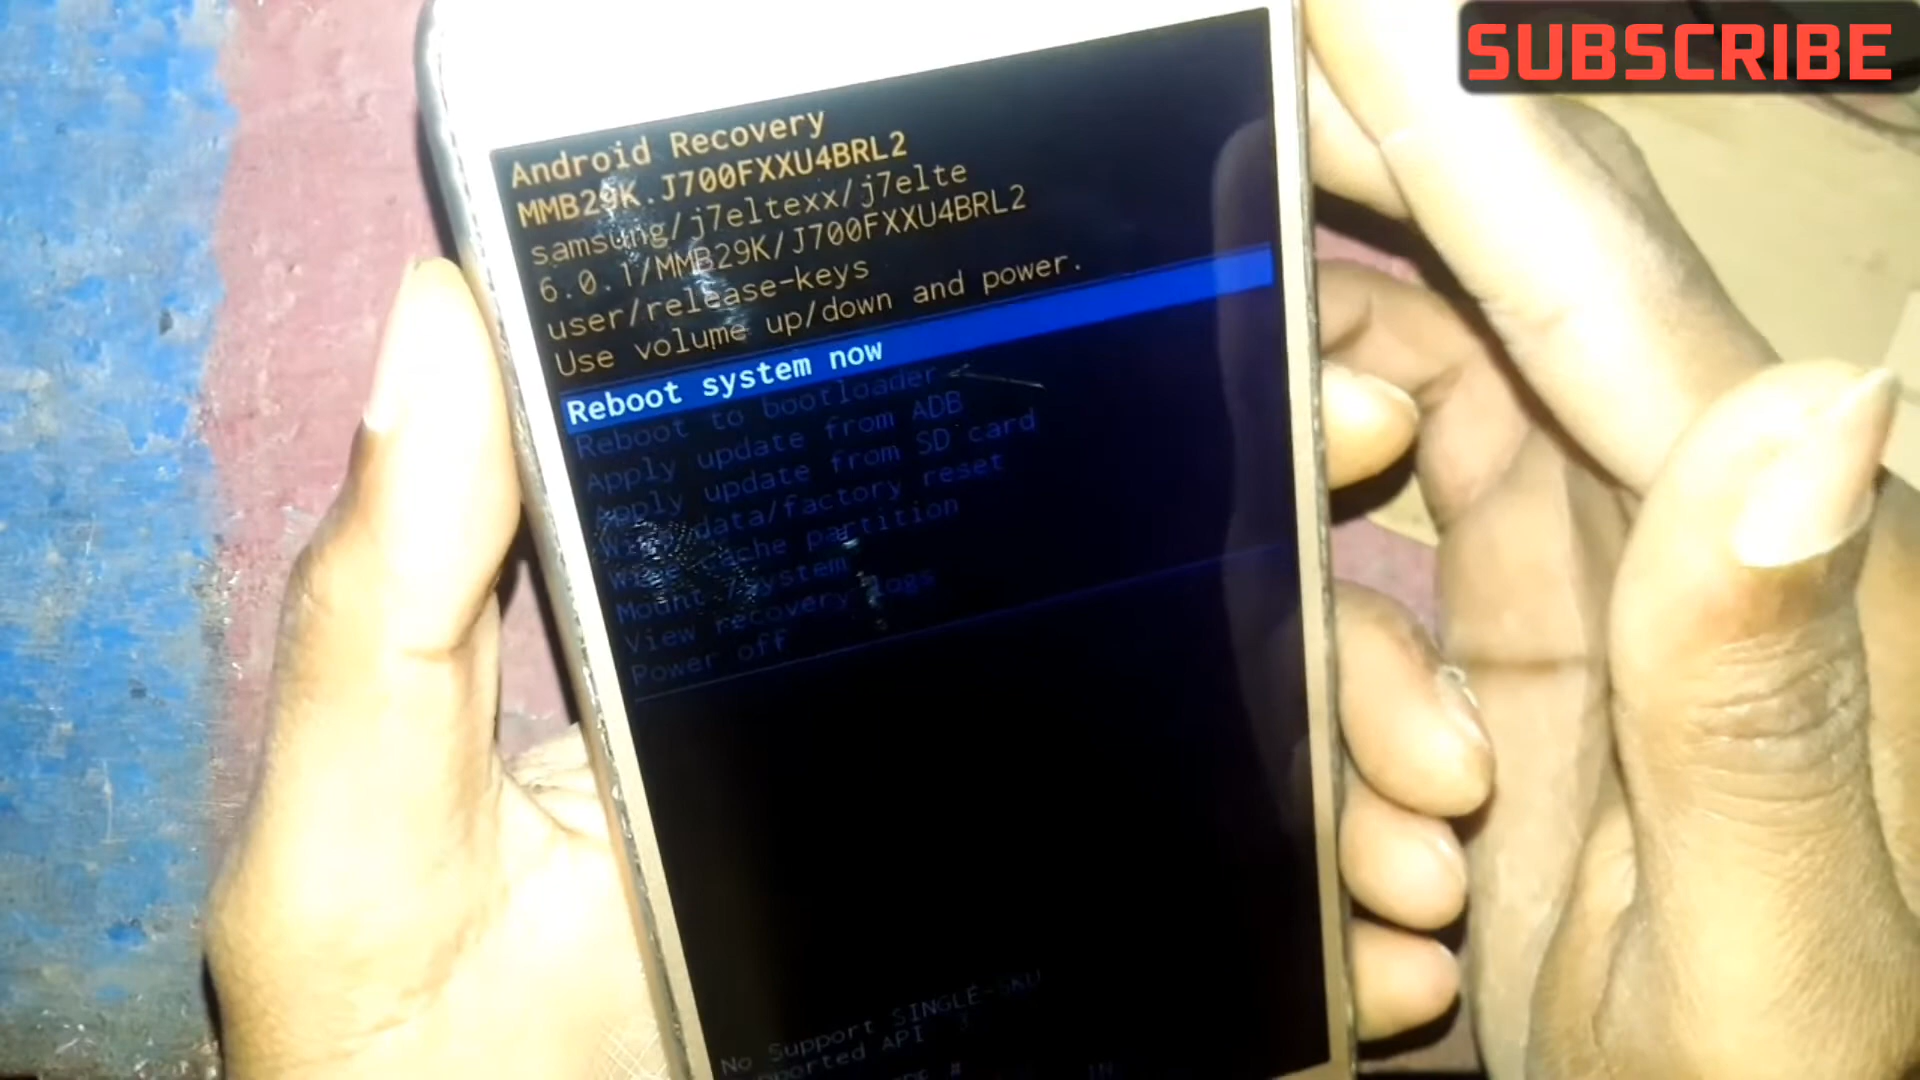 SUBSCRIBE
Android Recovery
MMB29K.J700FXXU4BRL2
samsung/j7eltexx/j7elte
6.0.1/MMB29K/J700FXXU4BRL2
user/release-keys
Use volume up/down and power.
Reboot system now
Reboot to bootloader
Apply update from ADB
Apply update from SD card
Wipe data/factory reset
Wipe cache partition
Mount /system
View recovery logs
Power off
No Support SINGLE-SKU
API
#